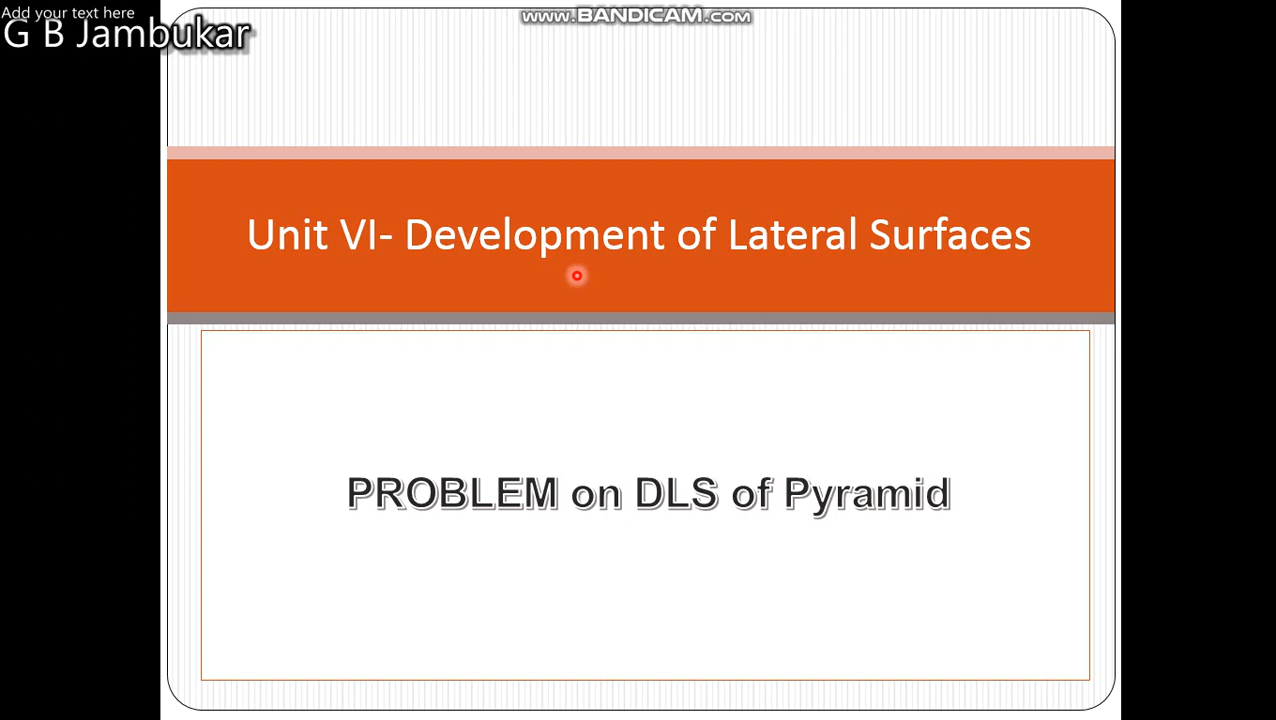 Add your text here
G B Jambukar
www.BANDICAM.com
Unit VI- Development of Lateral Surfaces
PROBLEM on DLS of Pyramid